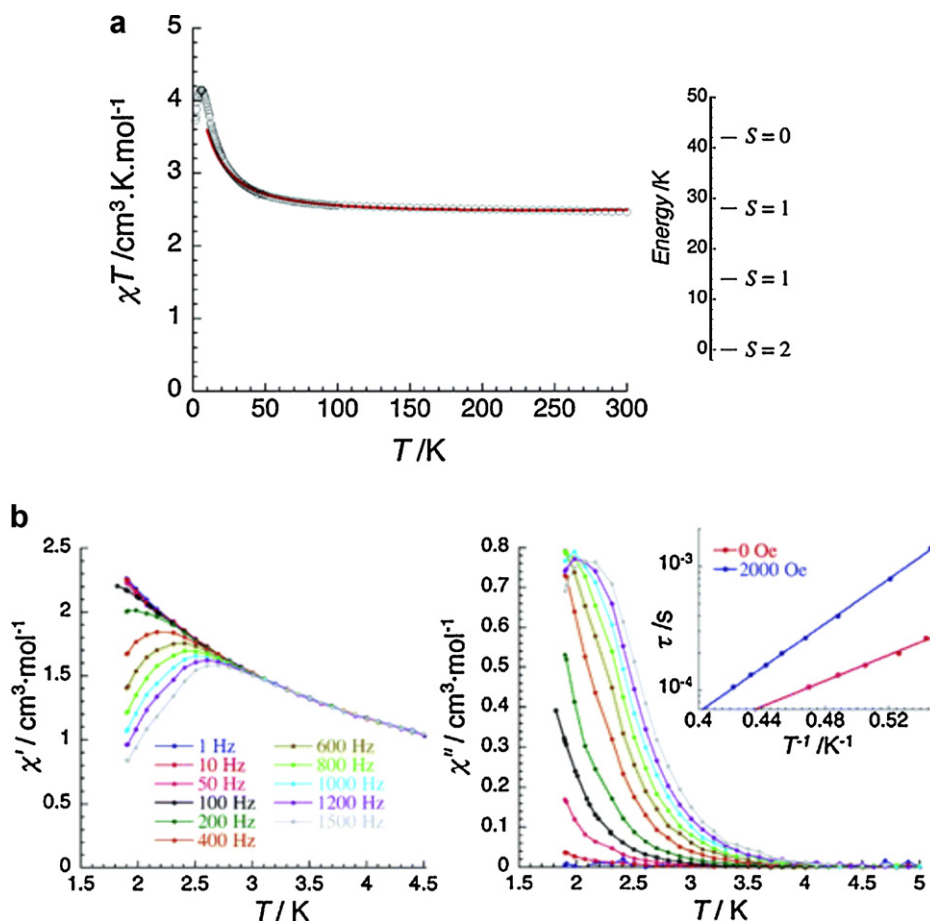 a
χT /cm³.K.mol⁻¹
5
4
3
2
1
0
0 50 100 150 200 250 300
T /K
Energy /K
50
40
30
20
10
0
S = 0
S = 1
S = 1
S = 2
b
χ′ / cm³·mol⁻¹
2.5
2
1.5
1
0.5
0
1 Hz
10 Hz
50 Hz
100 Hz
200 Hz
400 Hz
600 Hz
800 Hz
1000 Hz
1200 Hz
1500 Hz
1.5 2 2.5 3 3.5 4 4.5
T / K
χ″ / cm³·mol⁻¹
0.8
0.7
0.6
0.5
0.4
0.3
0.2
0.1
0
1.5 2 2.5 3 3.5 4 4.5 5
T / K
0 Oe
2000 Oe
τ /s
10⁻³
10⁻⁴
0.4 0.44 0.48 0.52
T⁻¹ /K⁻¹